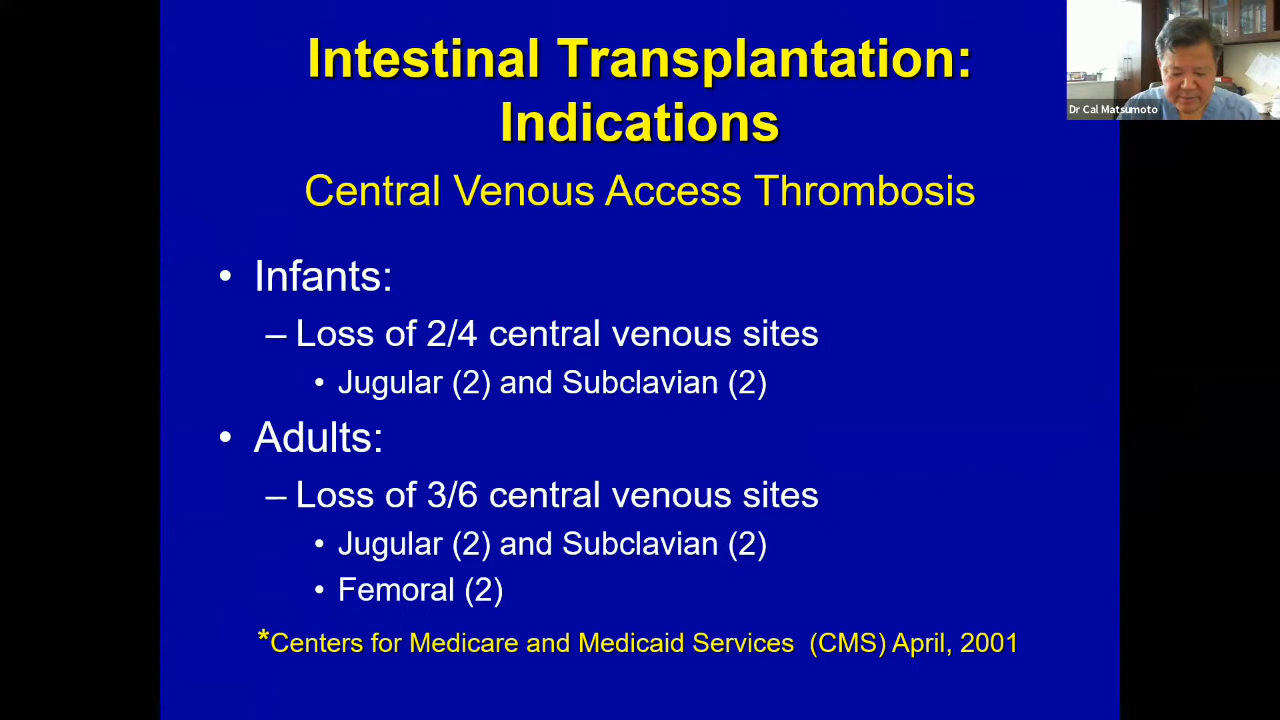 Intestinal Transplantation:
Indications
Dr Cal Matsumoto
Central Venous Access Thrombosis
• Infants:
– Loss of 2/4 central venous sites
• Jugular (2) and Subclavian (2)
• Adults:
– Loss of 3/6 central venous sites
• Jugular (2) and Subclavian (2)
• Femoral (2)
*Centers for Medicare and Medicaid Services (CMS) April, 2001